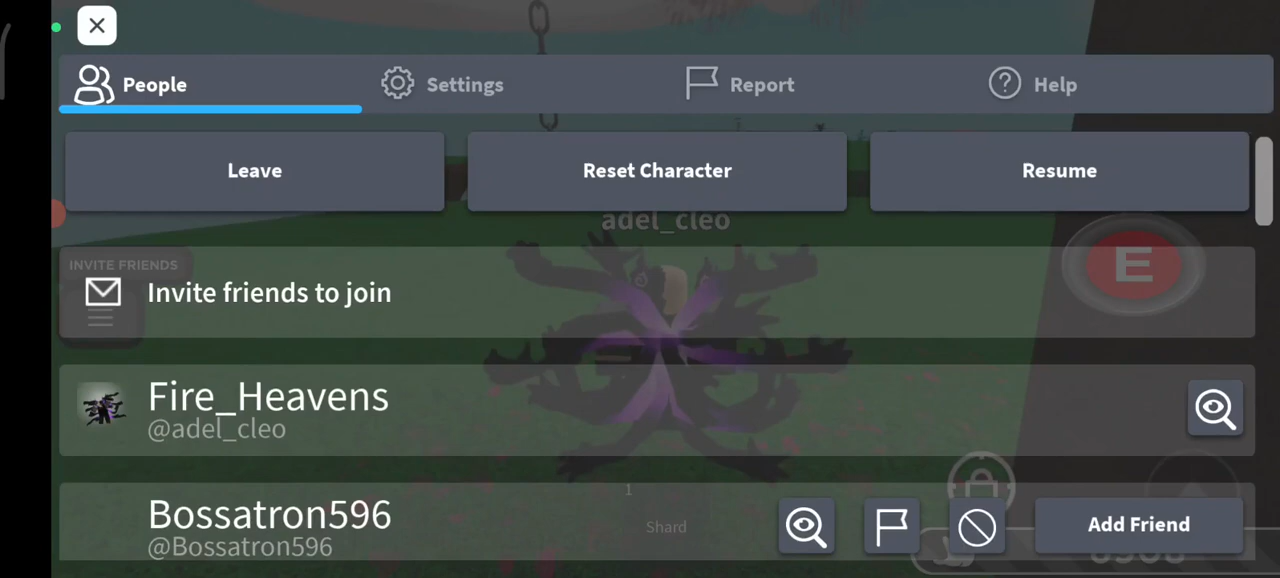 People
Settings
Report
Help
Leave
Reset Character
Resume
adel_cleo
INVITE FRIENDS
Invite friends to join
E
Fire_Heavens
@adel_cleo
1
Shard
Bossatron596
@Bossatron596
Add Friend